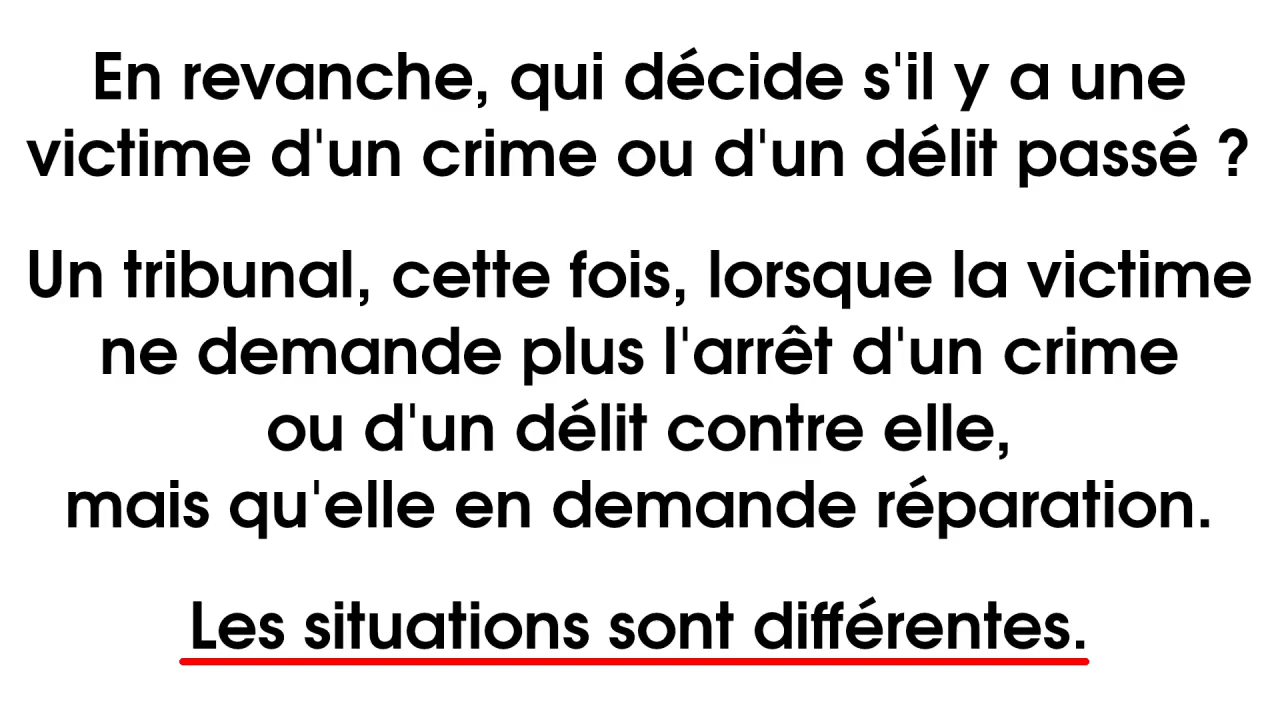 En revanche, qui décide s'il y a une
victime d'un crime ou d'un délit passé ?
Un tribunal, cette fois, lorsque la victime
ne demande plus l'arrêt d'un crime
ou d'un délit contre elle,
mais qu'elle en demande réparation.
Les situations sont différentes.